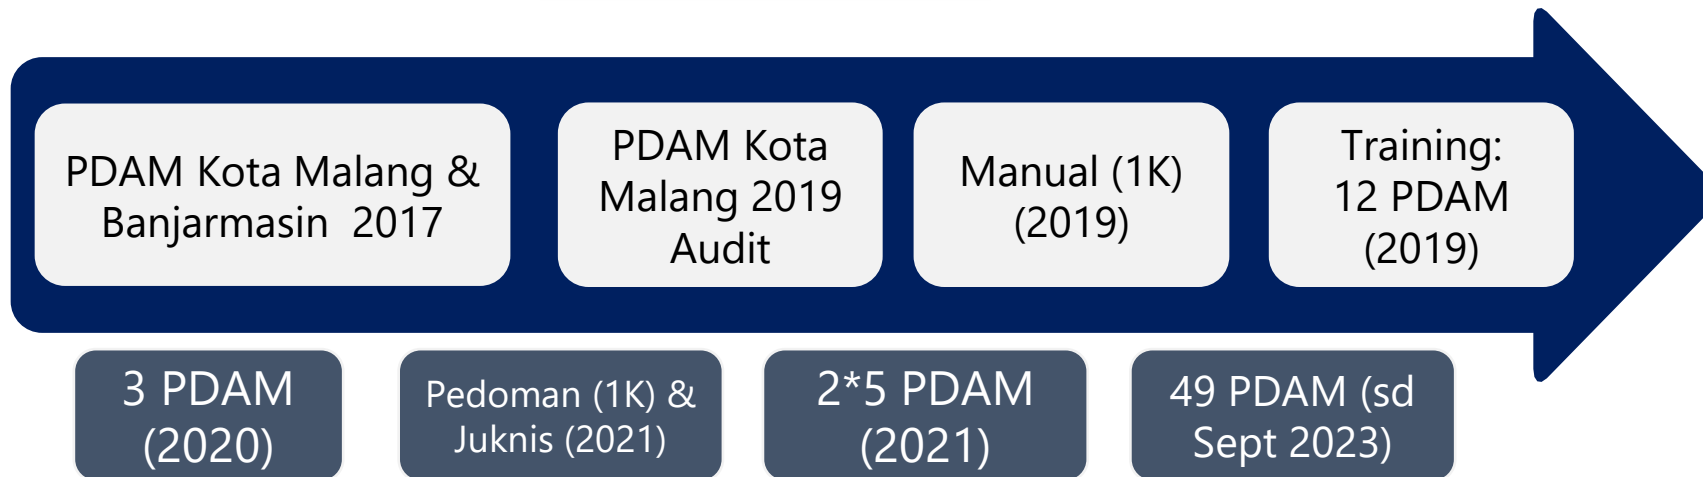 PDAM Kota Malang &
Banjarmasin 2017
PDAM Kota
Malang 2019
Audit
Manual (1K)
(2019)
Training:
12 PDAM
(2019)
3 PDAM
(2020)
Pedoman (1K) &
Juknis (2021)
2*5 PDAM
(2021)
49 PDAM (sd
Sept 2023)